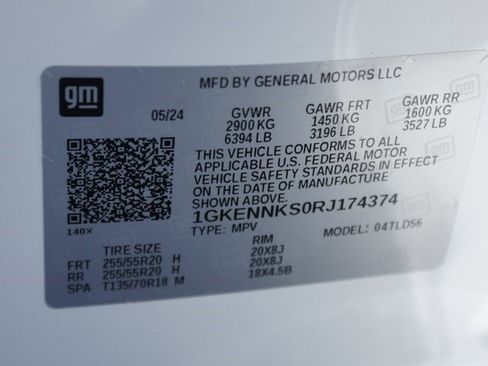 gm
MFD BY GENERAL MOTORS LLC
05/24 GVWR GAWR FRT GAWR RR
2900 KG 1450 KG 1600 KG
6394 LB 3196 LB 3527 LB
THIS VEHICLE CONFORMS TO ALL
APPLICABLE U.S. FEDERAL MOTOR
VEHICLE SAFETY STANDARDS IN EFFECT
ON THE DATE OF MANUFACTURE
SHOWN ABOVE.
1GKENNKS0RJ174374
140× TYPE: MPV MODEL: 04TLD56
TIRE SIZE RIM
FRT 255/55R20 H 20X8J
RR 255/55R20 H 20X8J
SPA T135/70R18 M 18X4.5B